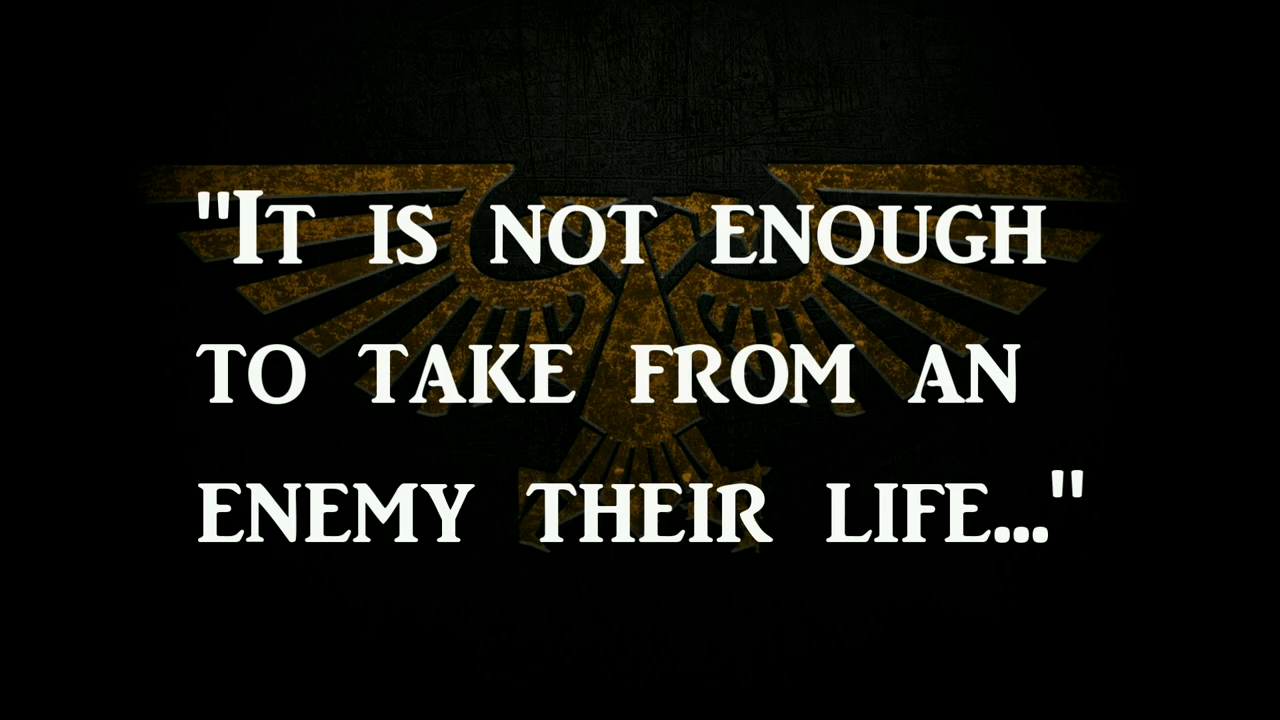 "It is not enough
to take from an
enemy their life..."